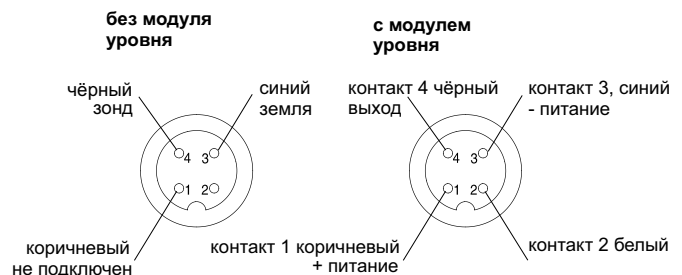 без модуля
уровня
чёрный
зонд
синий
земля
4 3
1 2
коричневый
не подключен
с модулем
уровня
контакт 4 чёрный
выход
контакт 3, синий
- питание
4 3
1 2
контакт 1 коричневый
+ питание
контакт 2 белый